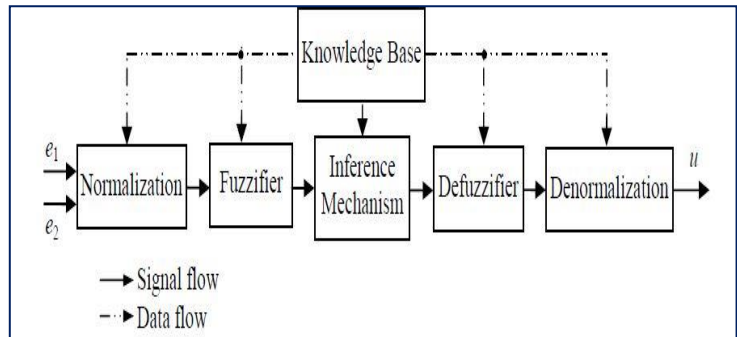 Knowledge Base
e₁
e₂
Normalization
Fuzzifier
Inference
Mechanism
Defuzzifier
Denormalization
u
Signal flow
Data flow